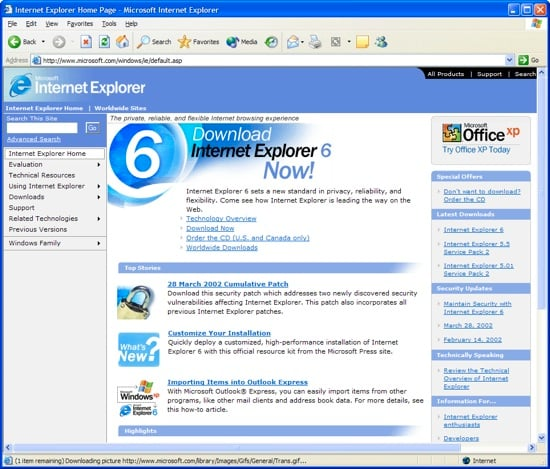 Internet Explorer Home Page - Microsoft Internet Explorer
File Edit View Favorites Tools Help
Back Search Favorites Media
Address http://www.microsoft.com/windows/ie/default.asp Go
All Products | Support | Search
Microsoft
Internet Explorer
Internet Explorer Home | Worldwide Sites
Search This Site
Go
Advanced Search
Internet Explorer Home
Evaluation
Technical Resources
Using Internet Explorer
Downloads
Support
Related Technologies
Previous Versions
Windows Family
The private, reliable, and flexible Internet browsing experience
6
Download
Internet Explorer 6
Now!
Internet Explorer 6 sets a new standard in privacy, reliability, and
flexibility. Come see how Internet Explorer is leading the way on the
Web.
Technology Overview
Download Now
Order the CD (U.S. and Canada only)
Worldwide Downloads
Top Stories
28 March 2002 Cumulative Patch
Download this security patch which addresses two newly discovered security
vulnerabilities affecting Internet Explorer. This patch also incorporates all
previous Internet Explorer patches.
What's
New?
Customize Your Installation
Quickly deploy a customized, high-performance installation of Internet
Explorer 6 with this official resource kit from the Microsoft Press site.
Microsoft
Windows xp
Internet Explorer 6
Importing Items into Outlook Express
With Microsoft Outlook® Express, you can easily import items from other
programs, like other mail clients and address book data. For more details, see
this how-to article.
Highlights
Microsoft
Office xp
Try Office XP Today
Special Offers
Don't want to download?
Order the CD
Latest Downloads
Internet Explorer 6
Internet Explorer 5.5
Service Pack 2
Internet Explorer 5.01
Service Pack 2
Security Updates
Maintain Security with
Internet Explorer 6
March 28, 2002
February 14, 2002
Technically Speaking
Review the Technical
Overview of Internet
Explorer
Information For...
Internet Explorer
enthusiasts
Developers
(1 item remaining) Downloading picture http://www.microsoft.com/library/Images/Gifs/General/Trans.gif...
Internet